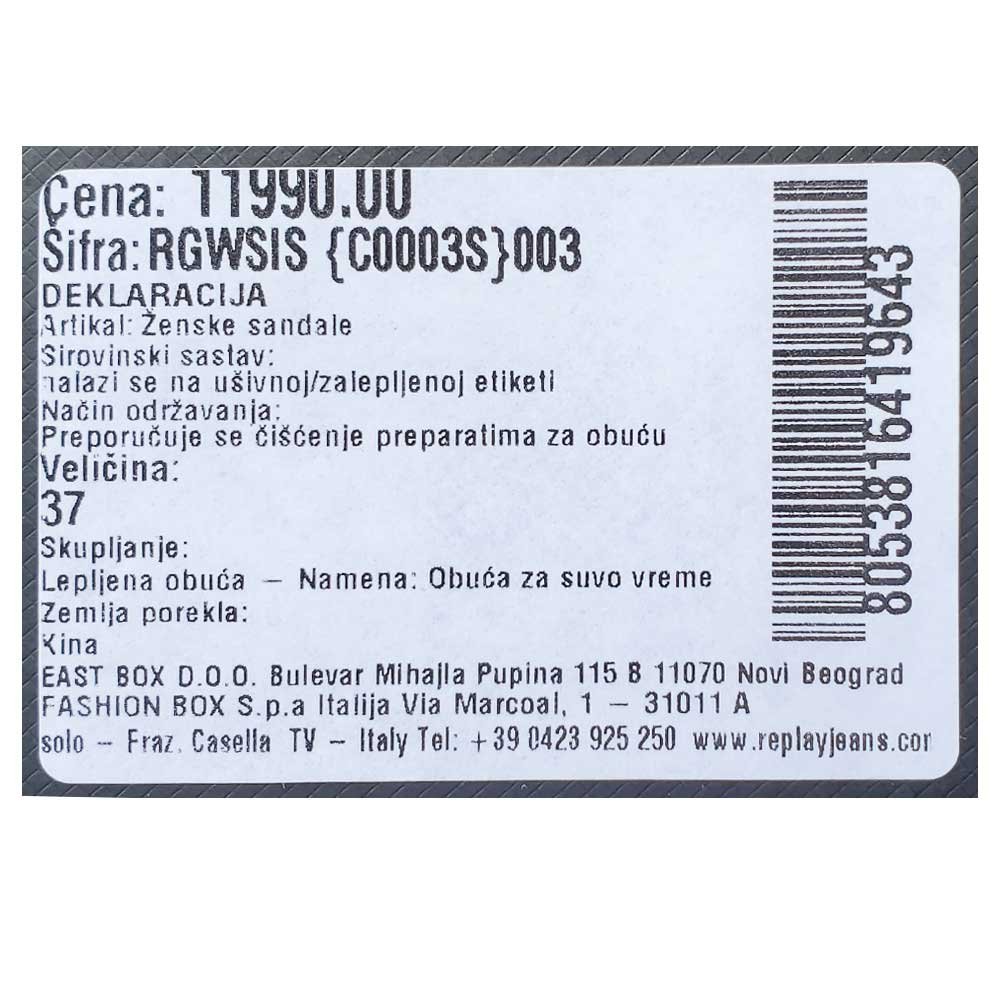 Cena: 11990.00
Šifra: RGWSIS {C0003S}003
DEKLARACIJA
Artikal: Ženske sandale
Sirovinski sastav:
nalazi se na ušivnoj/zalepljenoj etiketi
Način održavanja:
Preporučuje se čišćenje preparatima za obuću
Veličina:
37
Skupljanje:
Lepljena obuća – Namena: Obuća za suvo vreme
Zemlja porekla:
Kina
EAST BOX D.O.O. Bulevar Mihajla Pupina 115 B 11070 Novi Beograd
FASHION BOX S.p.a Italija Via Marcoal, 1 – 31011 A
solo – Fraz. Casella TV – Italy Tel: +39 0423 925 250 www.replayjeans.com
8053816419643